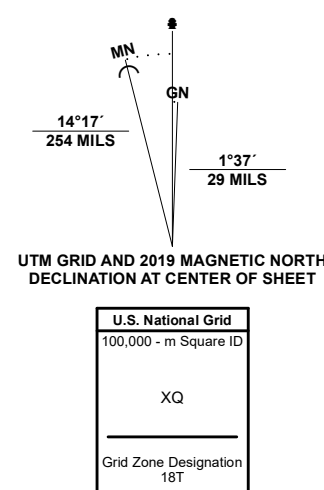 MN
GN
14°17´
254 MILS
1°37´
29 MILS
UTM GRID AND 2019 MAGNETIC NORTH
DECLINATION AT CENTER OF SHEET
U.S. National Grid
100,000 - m Square ID
XQ
Grid Zone Designation
18T